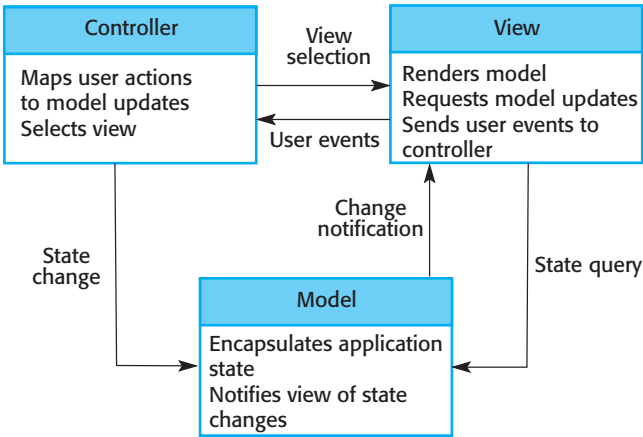 Controller
Maps user actions
to model updates
Selects view
View
selection
User events
View
Renders model
Requests model updates
Sends user events to
controller
State
change
Change
notification
State query
Model
Encapsulates application
state
Notifies view of state
changes